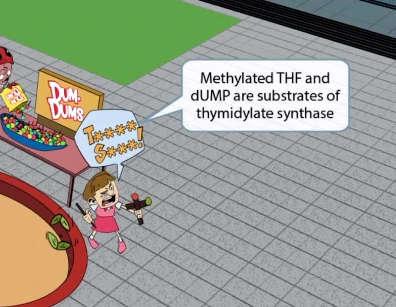 DUM.
DUMS
Methylated THF and
dUMP are substrates of
thymidylate synthase
T****
S***!